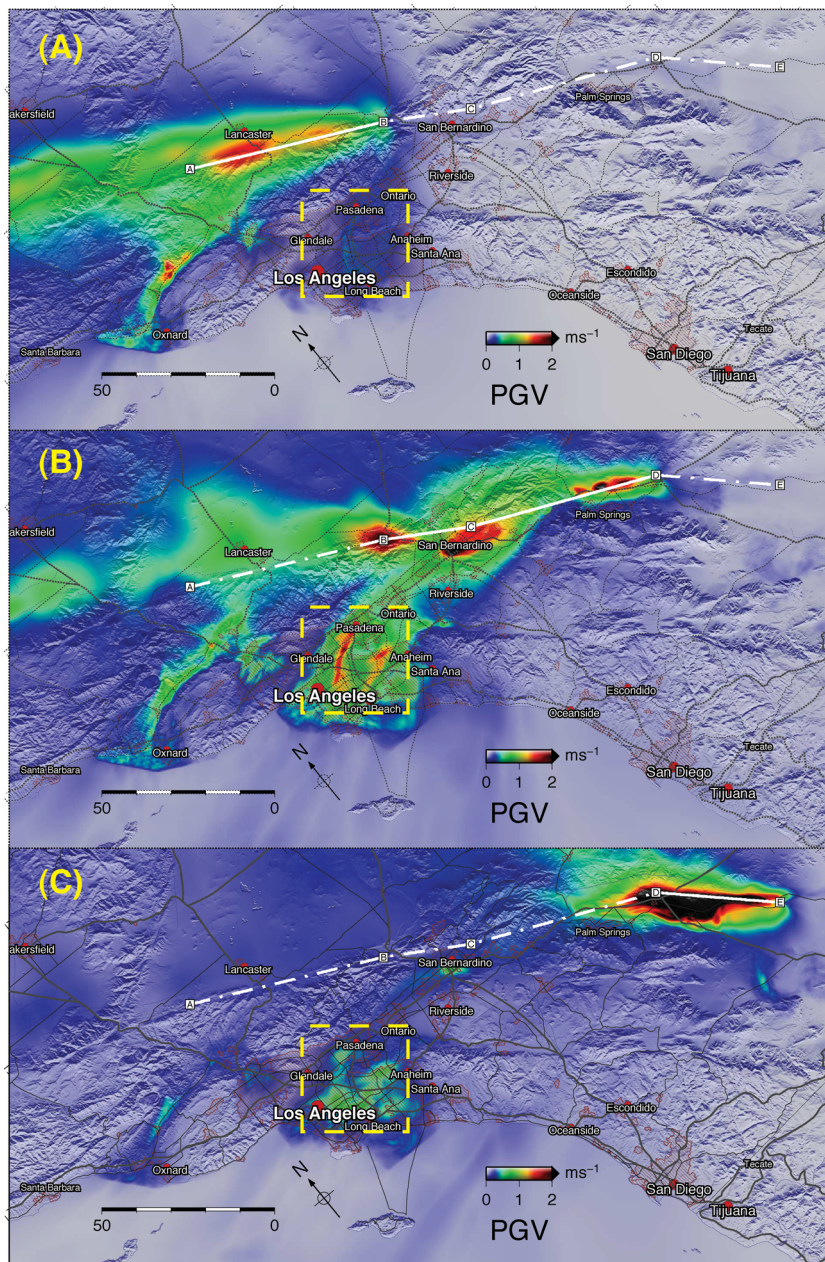 (A)
D
E
akersfield
Palm Springs
Lancaster
B
C
San Bernardino
A
Riverside
Ontario
Pasadena
Glendale
Anaheim
Santa Ana
Los Angeles
Escondido
Long Beach
Oceanside
N
Oxnard
Tecate
ms⁻¹
Santa Barbara
0 1 2
San Diego
Tijuana
50 0
PGV
(B)
D
E
akersfield
Palm Springs
B
C
Lancaster
San Bernardino
A
Riverside
Ontario
Pasadena
Glendale
Anaheim
Santa Ana
Los Angeles
Escondido
Long Beach
Oceanside
N
Oxnard
Tecate
ms⁻¹
Santa Barbara
0 1 2
San Diego
Tijuana
50 0
PGV
(C)
D
E
akersfield
Palm Springs
B
C
Lancaster
San Bernardino
A
Riverside
Ontario
Pasadena
Glendale
Anaheim
Santa Ana
Los Angeles
Escondido
Long Beach
Oceanside
N
Oxnard
Tecate
ms⁻¹
Santa Barbara
0 1 2
San Diego
Tijuana
50 0
PGV